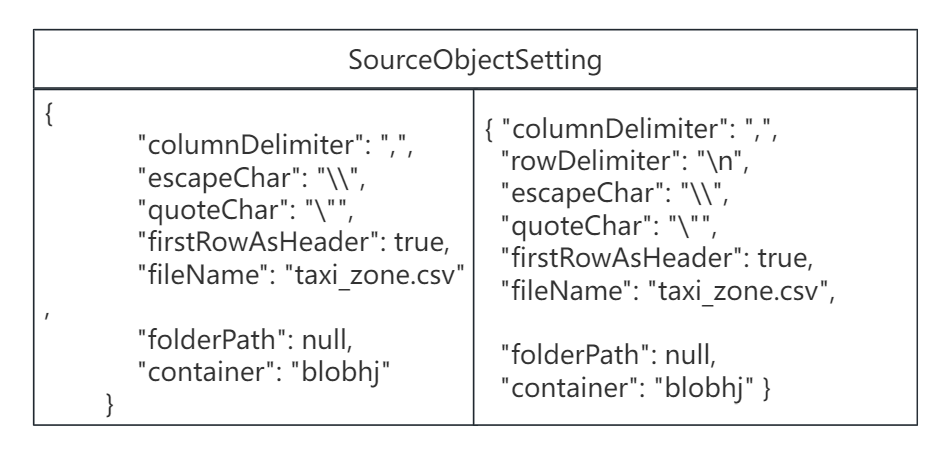 SourceObjectSetting
{
"columnDelimiter": ",",
"escapeChar": "\\",
"quoteChar": "\"",
"firstRowAsHeader": true,
"fileName": "taxi_zone.csv"
,
"folderPath": null,
"container": "blobhj"
}
{ "columnDelimiter": ",",
"rowDelimiter": "\n",
"escapeChar": "\\",
"quoteChar": "\"",
"firstRowAsHeader": true,
"fileName": "taxi_zone.csv",
"folderPath": null,
"container": "blobhj" }